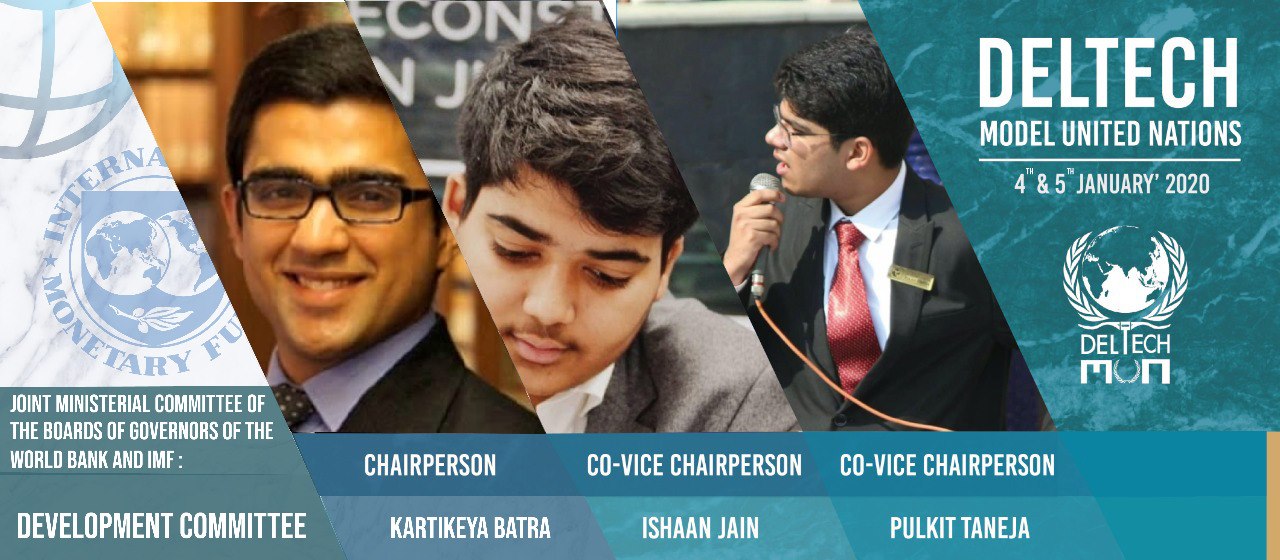 ECONST
N JU
DELTECH
MODEL UNITED NATIONS
4TH & 5TH JANUARY' 2020
INTERNA
MONETARY FU
DELTECH
MUN
JOINT MINISTERIAL COMMITTEE OF
THE BOARDS OF GOVERNORS OF THE
WORLD BANK AND IMF :
DEVELOPMENT COMMITTEE
CHAIRPERSON
CO-VICE CHAIRPERSON
CO-VICE CHAIRPERSON
KARTIKEYA BATRA
ISHAAN JAIN
PULKIT TANEJA